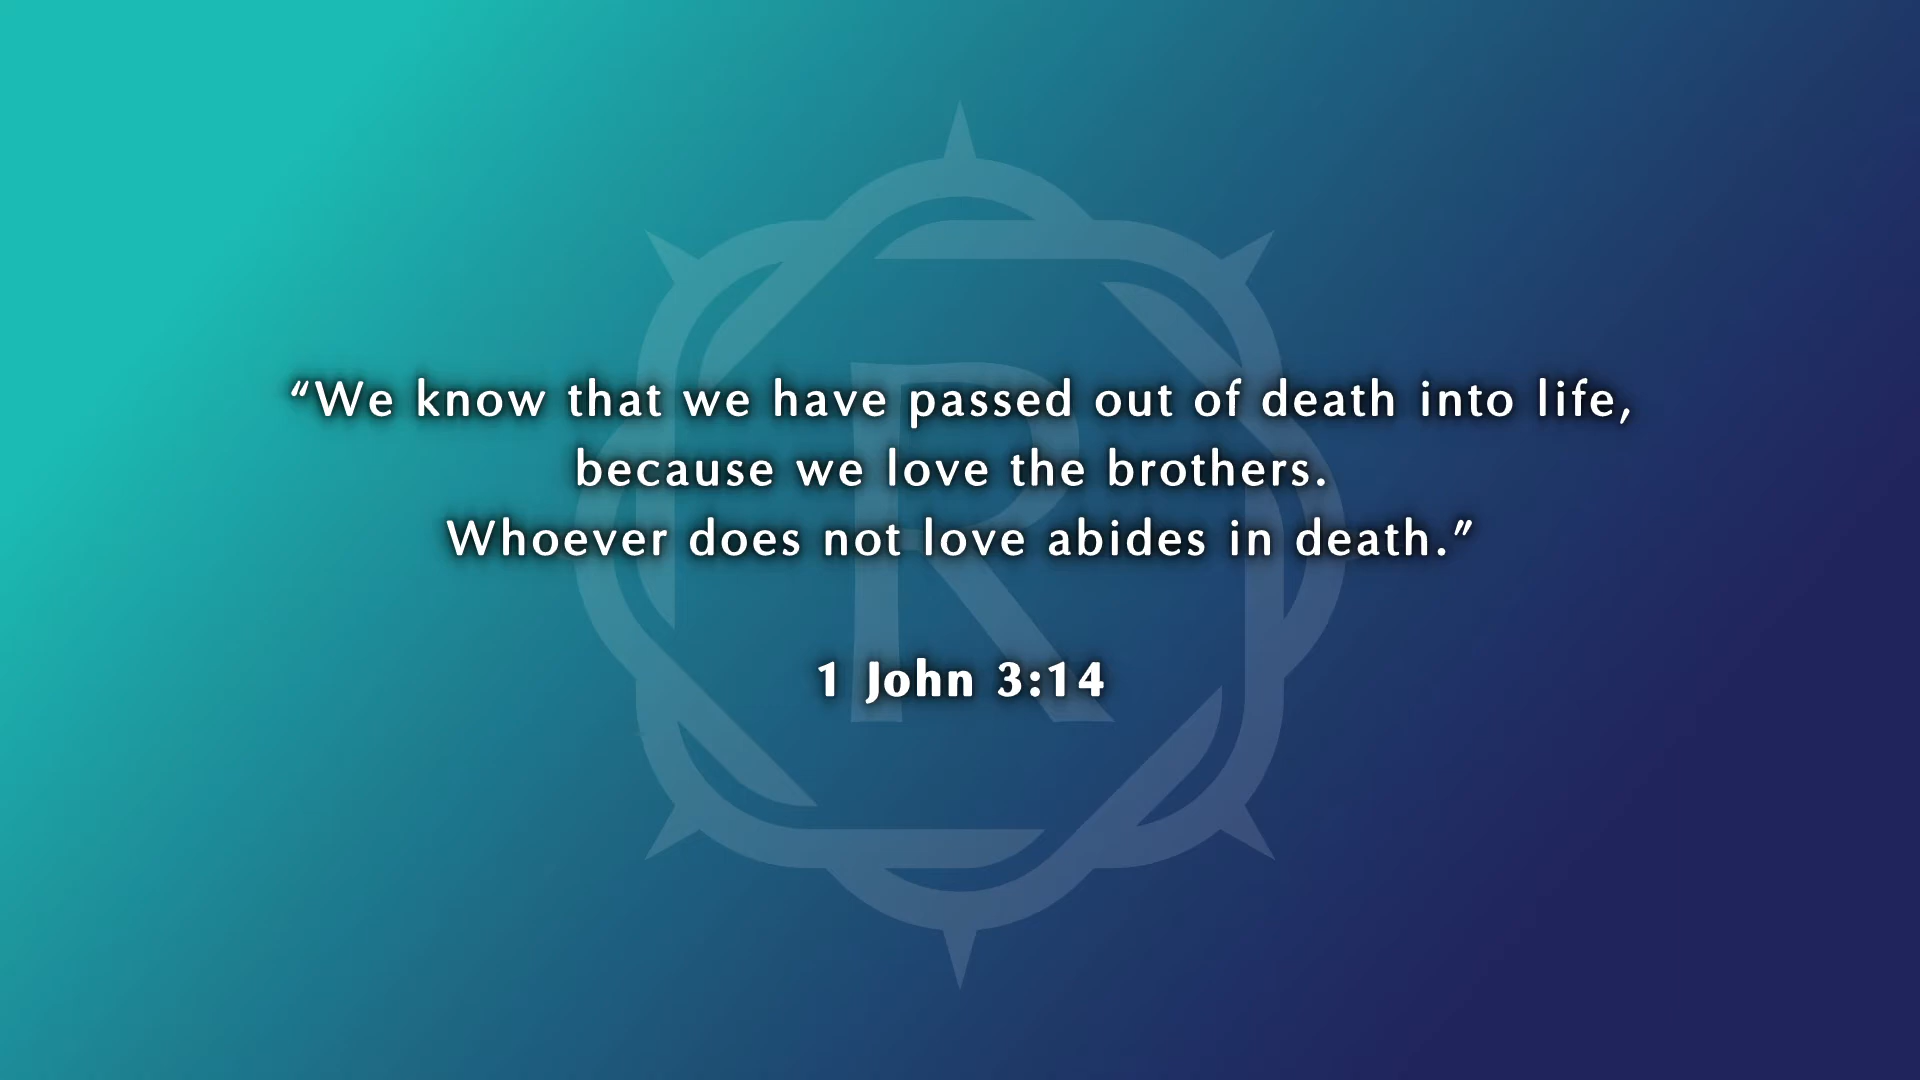 “We know that we have passed out of death into life,
because we love the brothers.
Whoever does not love abides in death.”
1 John 3:14
R